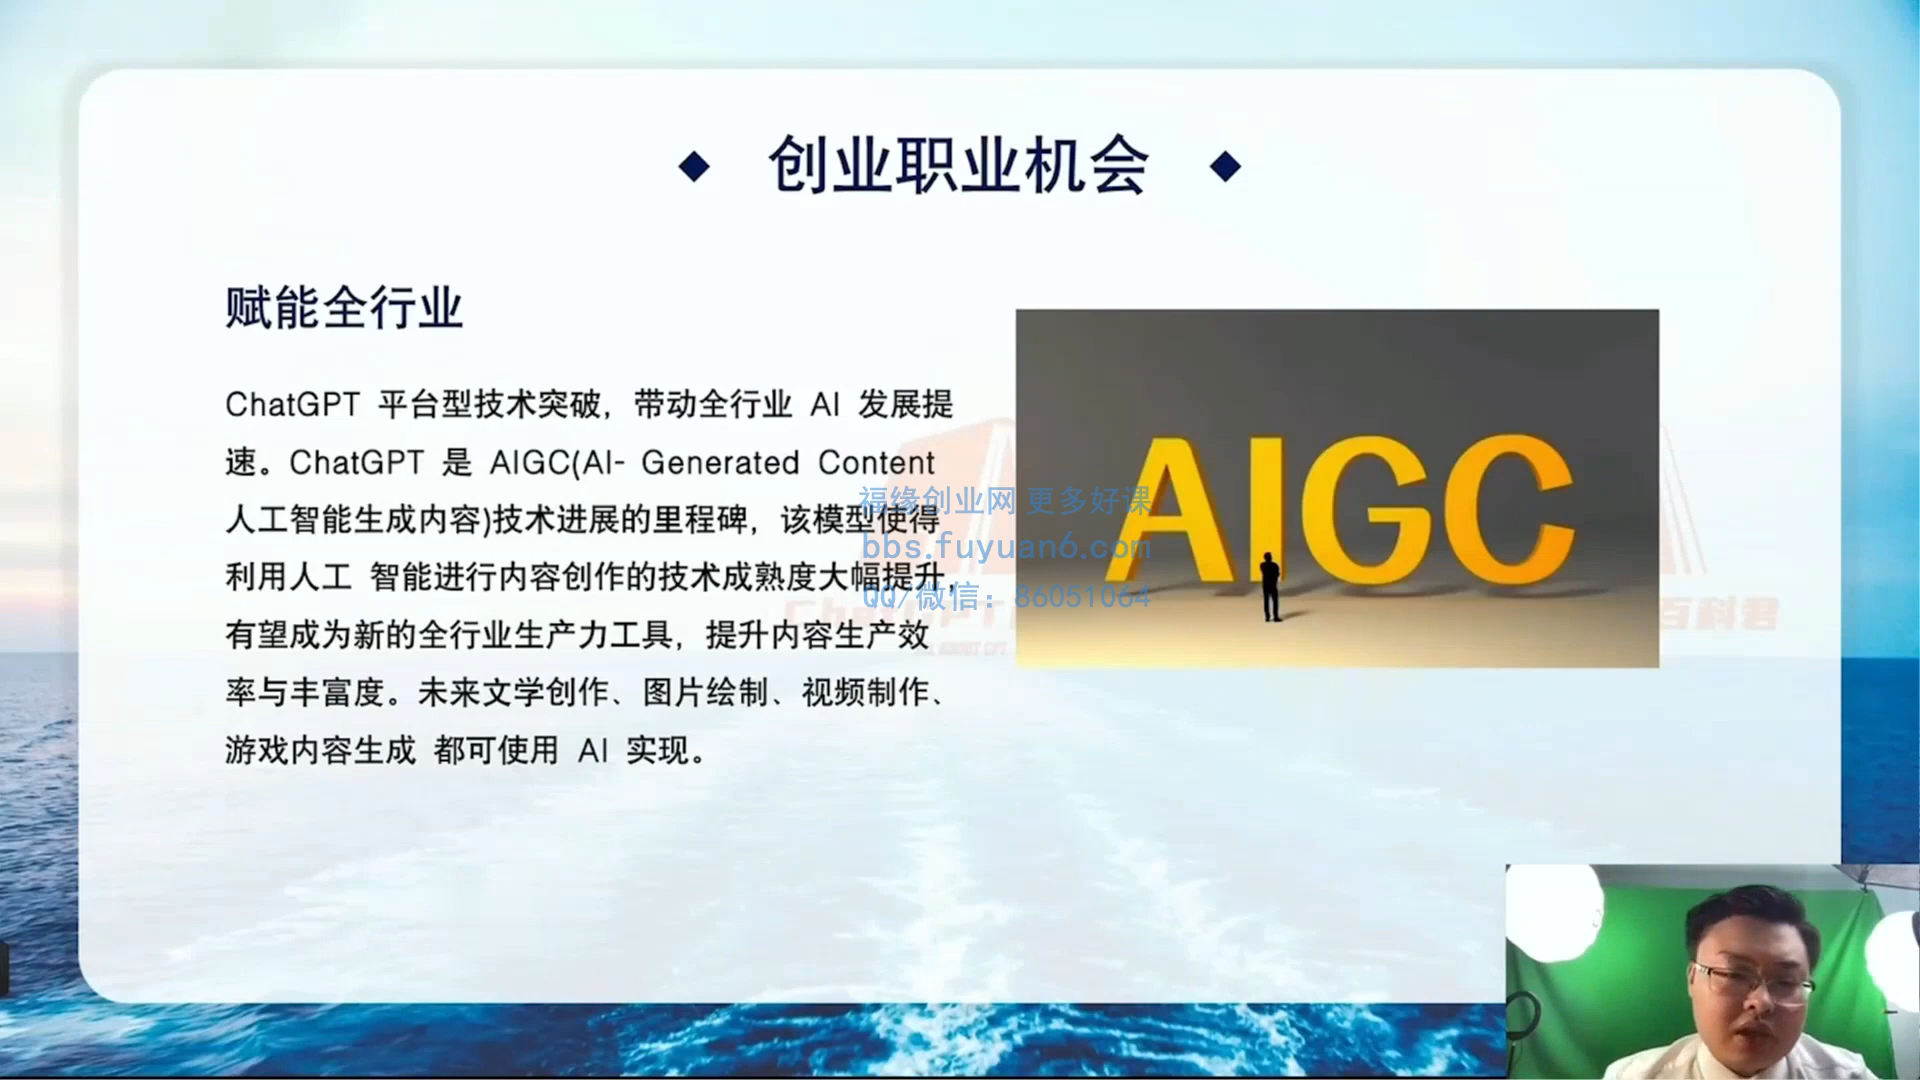 创业职业机会
赋能全行业
ChatGPT 平台型技术突破，带动全行业 AI 发展提
速。ChatGPT 是 AIGC(AI- Generated Content
人工智能生成内容)技术进展的里程碑，该模型使得
利用人工 智能进行内容创作的技术成熟度大幅提升，
有望成为新的全行业生产力工具，提升内容生产效
率与丰富度。未来文学创作、图片绘制、视频制作、
游戏内容生成 都可使用 AI 实现。
AIGC
福缘创业网 更多好课
bbs.fuyuan6.com
QQ/微信：86051064
ChatGPT
百科君